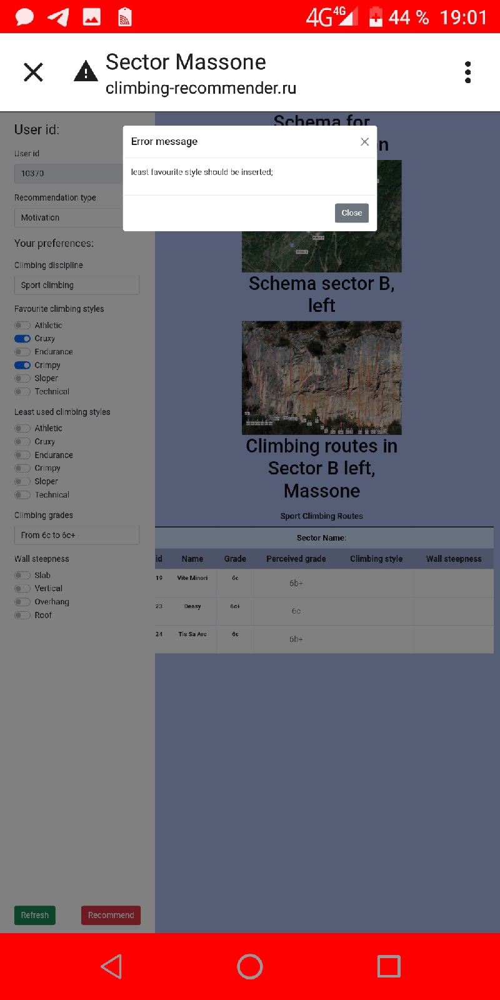 4G 4G 44 % 19:01
Sector Massone
climbing-recommender.ru
User id:
User id
10370
Recommendation type
Motivation
Your preferences:
Climbing discipline
Sport climbing
Favourite climbing styles
Athletic
Cruxy
Endurance
Crimpy
Sloper
Technical
Least used climbing styles
Athletic
Cruxy
Endurance
Crimpy
Sloper
Technical
Climbing grades
From 6c to 6c+
Wall steepness
Slab
Vertical
Overhang
Roof
Refresh
Recommend
Schema for
Error message
least favourite style should be inserted;
Close
Schema sector B,
left
Climbing routes in
Sector B left,
Massone
Sport Climbing Routes
Sector Name:
id Name Grade Perceived grade Climbing style Wall steepness
19 Vite Minori 6c 6b+
23 Deasy 6c+ 6c
24 Tis Sa Arc 6c 6b+